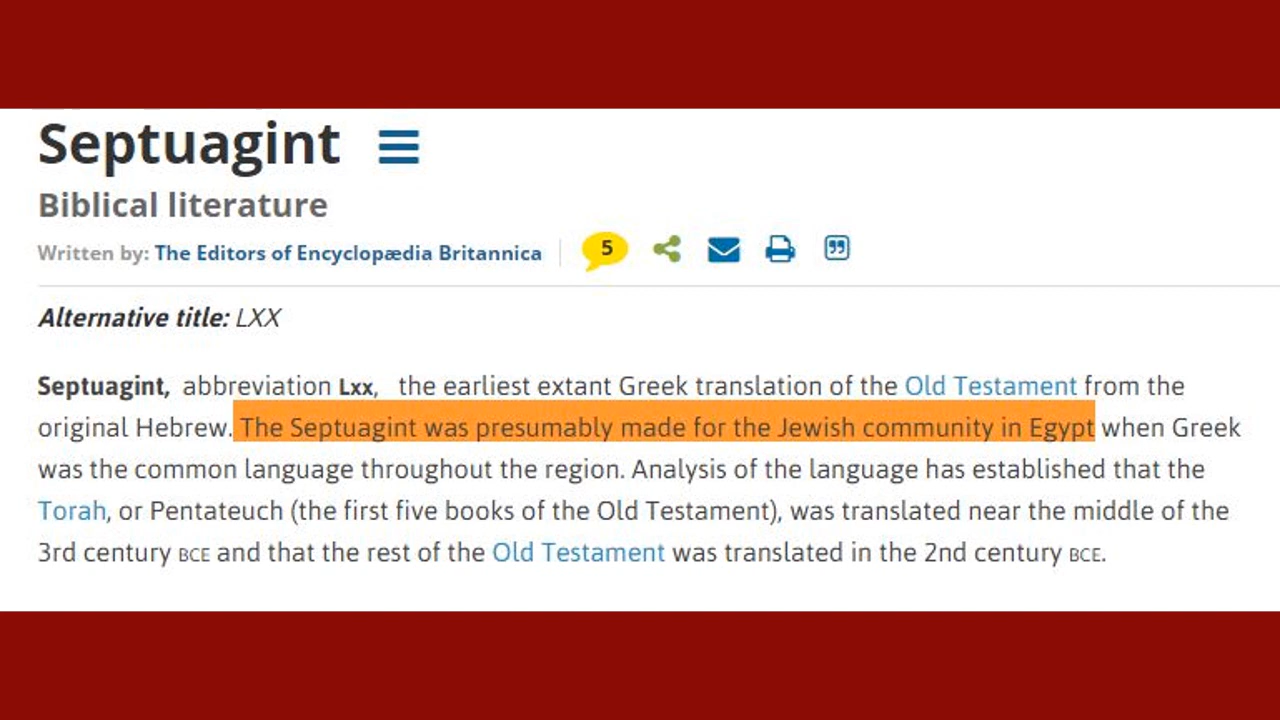 Septuagint
Biblical literature
Written by: The Editors of Encyclopædia Britannica 5
Alternative title: LXX
Septuagint, abbreviation Lxx, the earliest extant Greek translation of the Old Testament from the
original Hebrew. The Septuagint was presumably made for the Jewish community in Egypt when Greek
was the common language throughout the region. Analysis of the language has established that the
Torah, or Pentateuch (the first five books of the Old Testament), was translated near the middle of the
3rd century BCE and that the rest of the Old Testament was translated in the 2nd century BCE.